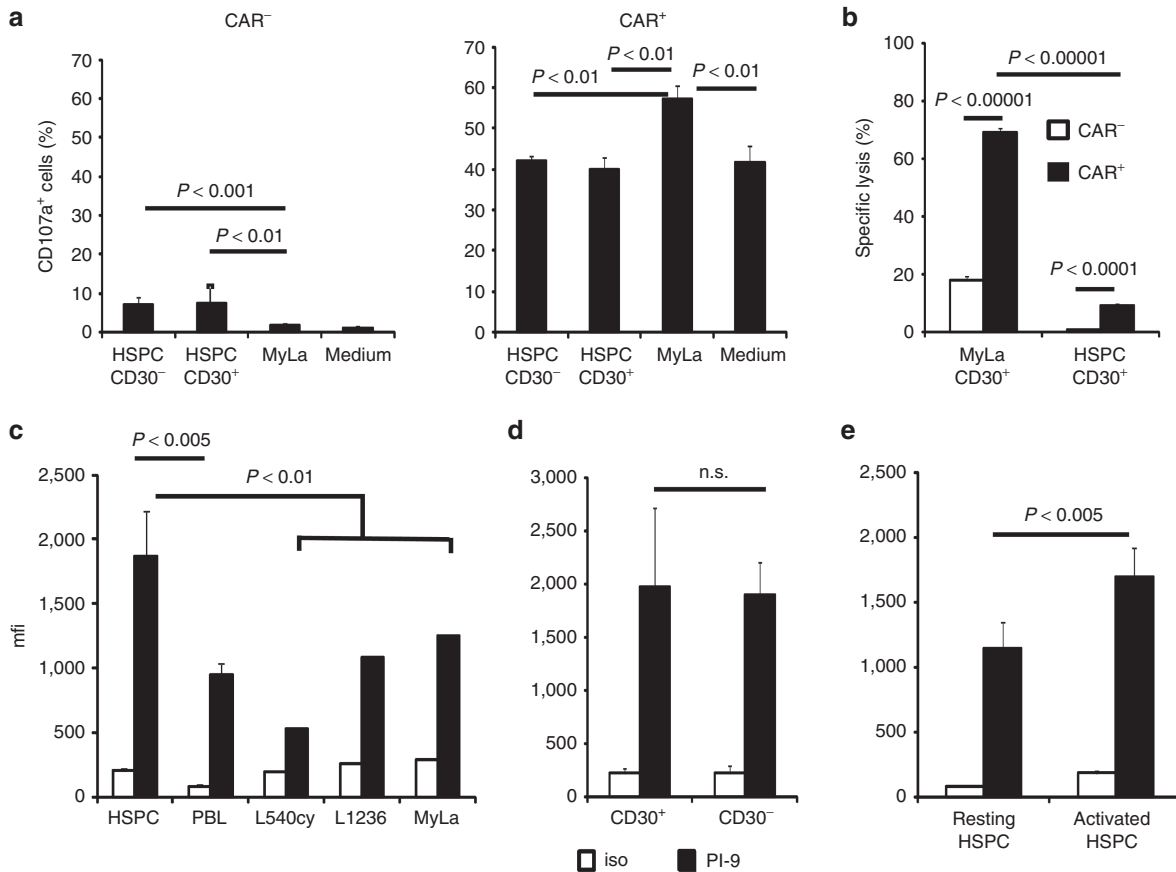 a
CAR⁻
CD107a⁺ cells (%)
70
60
50
40
30
20
10
0
P < 0.001
P < 0.01
HSPC CD30⁻
HSPC CD30⁺
MyLa
Medium
CAR⁺
70
60
50
40
30
20
10
0
P < 0.01
P < 0.01
P < 0.01
HSPC CD30⁻
HSPC CD30⁺
MyLa
Medium
b
Specific lysis (%)
100
80
60
40
20
0
P < 0.00001
P < 0.00001
P < 0.0001
CAR⁻
CAR⁺
MyLa CD30⁺
HSPC CD30⁺
c
mfi
2,500
2,000
1,500
1,000
500
0
P < 0.005
P < 0.01
HSPC
PBL
L540cy
L1236
MyLa
d
3,000
2,500
2,000
1,500
1,000
500
0
n.s.
CD30⁺
CD30⁻
iso
PI-9
e
2,500
2,000
1,500
1,000
500
0
P < 0.005
Resting HSPC
Activated HSPC